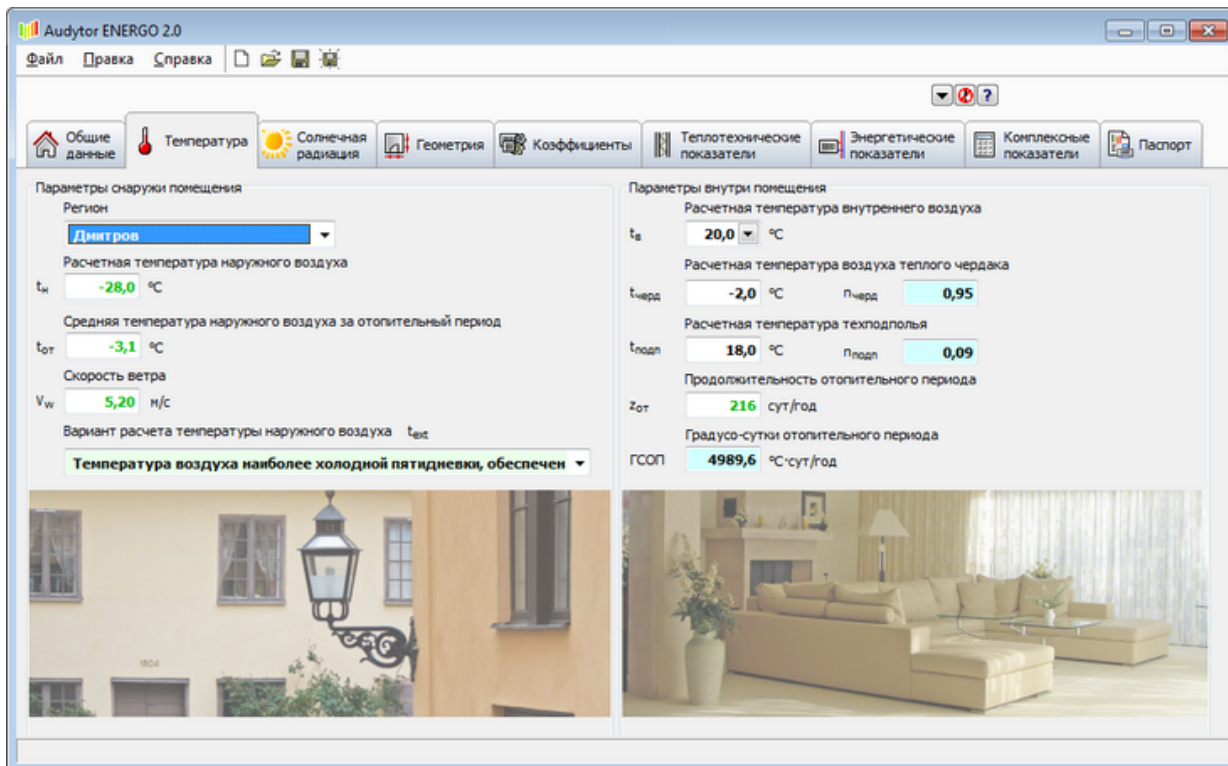 Audytor ENERGO 2.0
Файл Правка Справка
?
Общие данные
Температура
Солнечная радиация
Геометрия
Коэффициенты
Теплотехнические показатели
Энергетические показатели
Комплексные показатели
Паспорт
Параметры снаружи помещения
Регион
Дмитров
Расчетная температура наружного воздуха
tн -28,0 °C
Средняя температура наружного воздуха за отопительный период
tот -3,1 °C
Скорость ветра
Vw 5,20 м/с
Вариант расчета температуры наружного воздуха text
Температура воздуха наиболее холодной пятидневки, обеспечен
1804
Параметры внутри помещения
Расчетная температура внутреннего воздуха
tв 20,0 °C
Расчетная температура воздуха теплого чердака
tчерд -2,0 °C nчерд 0,95
Расчетная температура техподполья
tподп 18,0 °C nподп 0,09
Продолжительность отопительного периода
zот 216 сут/год
Градусо-сутки отопительного периода
ГСОП 4989,6 °C·сут/год